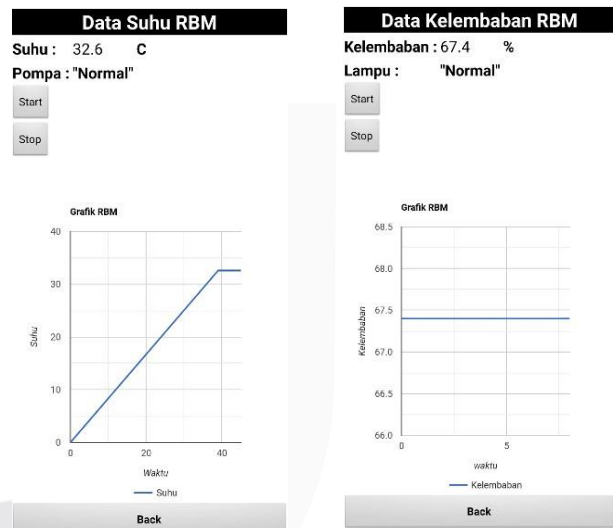 Data Suhu RBM
Suhu : 32.6 C
Pompa : "Normal"
Start
Stop
Grafik RBM
40
30
20
10
0
Suhu
0 20 40
Waktu
Suhu
Back
Data Kelembaban RBM
Kelembaban : 67.4 %
Lampu : "Normal"
Start
Stop
Grafik RBM
68.5
68.0
67.5
67.0
66.5
66.0
Kelembaban
0 5
waktu
Kelembaban
Back